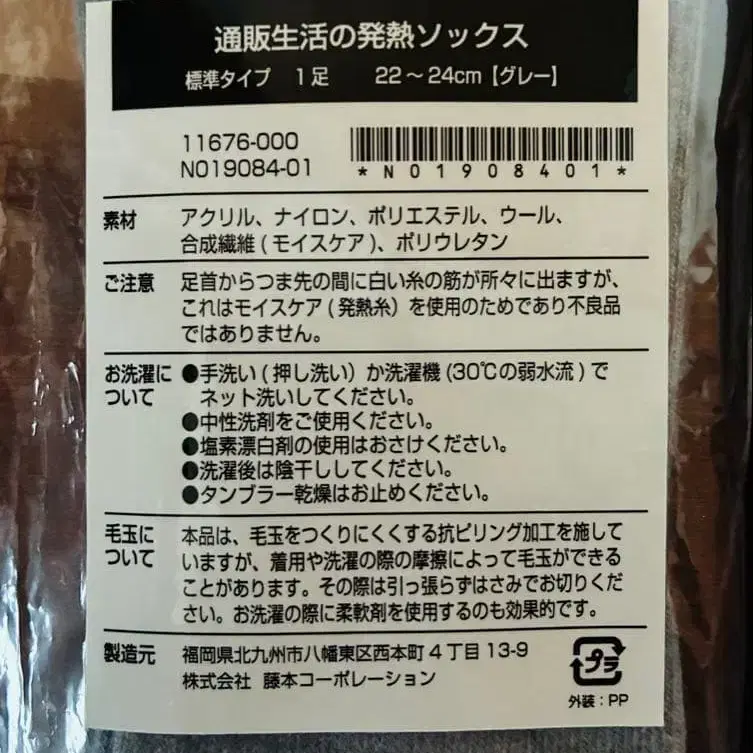 通販生活の発熱ソックス
標準タイプ 1足 22～24cm【グレー】
11676-000
N019084-01
*N01908401*
素材 アクリル、ナイロン、ポリエステル、ウール、
合成繊維(モイスケア)、ポリウレタン
ご注意 足首からつま先の間に白い糸の筋が所々に出ますが、
これはモイスケア(発熱糸)を使用のためであり不良品
ではありません。
お洗濯に ●手洗い(押し洗い)か洗濯機(30℃の弱水流)で
ついて ネット洗いしてください。
●中性洗剤をご使用ください。
●塩素漂白剤の使用はおさけください。
●洗濯後は陰干ししてください。
●タンブラー乾燥はお止めください。
毛玉に 本品は、毛玉をつくりにくくする抗ピリング加工を施して
ついて いますが、着用や洗濯の際の摩擦によって毛玉ができる
ことがあります。その際は引っ張らずはさみでお切りくだ
さい。お洗濯の際に柔軟剤を使用するのも効果的です。
製造元 福岡県北九州市八幡東区西本町4丁目13-9
株式会社 藤本コーポレーション
プラ
外装：PP